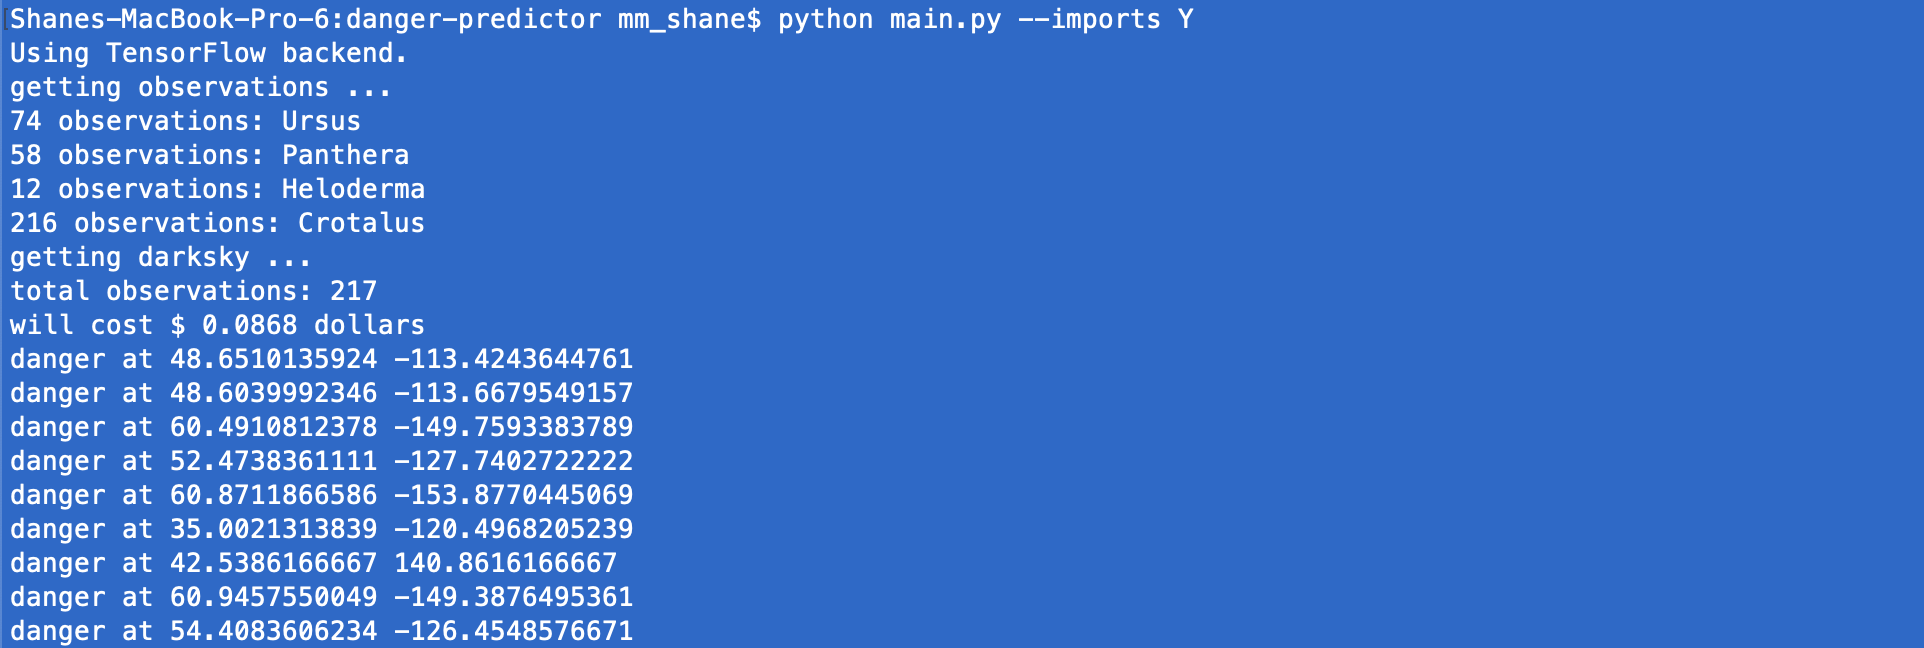 Shanes-MacBook-Pro-6:danger-predictor mm_shane$ python main.py --imports Y
Using TensorFlow backend.
getting observations ...
74 observations: Ursus
58 observations: Panthera
12 observations: Heloderma
216 observations: Crotalus
getting darksky ...
total observations: 217
will cost $ 0.0868 dollars
danger at 48.6510135924 -113.4243644761
danger at 48.6039992346 -113.6679549157
danger at 60.4910812378 -149.7593383789
danger at 52.4738361111 -127.7402722222
danger at 60.8711866586 -153.8770445069
danger at 35.0021313839 -120.4968205239
danger at 42.5386166667 140.8616166667
danger at 60.9457550049 -149.3876495361
danger at 54.4083606234 -126.4548576671